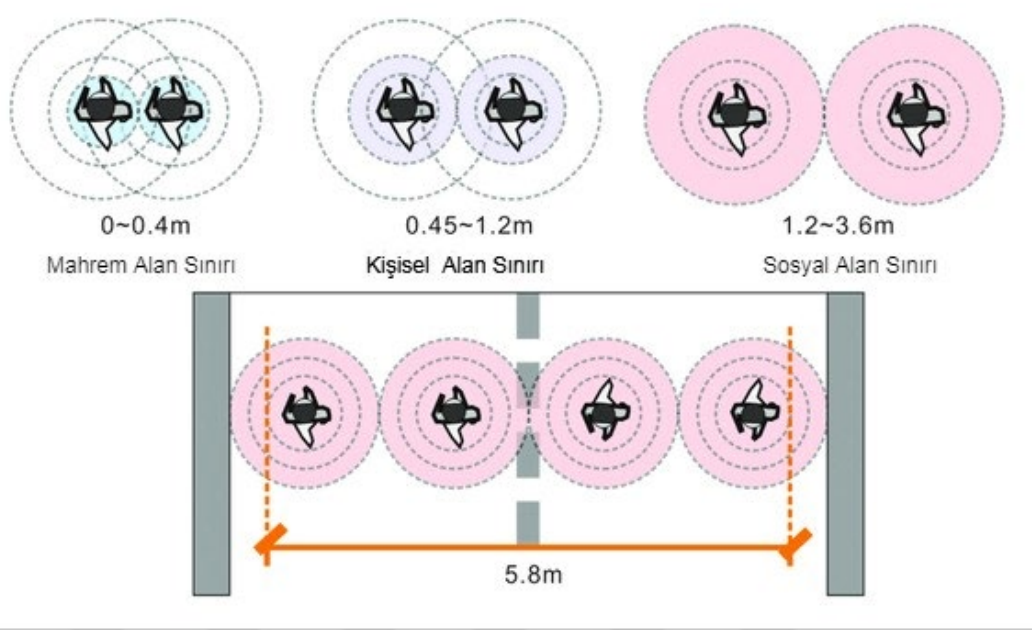 0~0.4m
0.45~1.2m
1.2~3.6m
Mahrem Alan Sınırı
Kişisel Alan Sınırı
Sosyal Alan Sınırı
5.8m